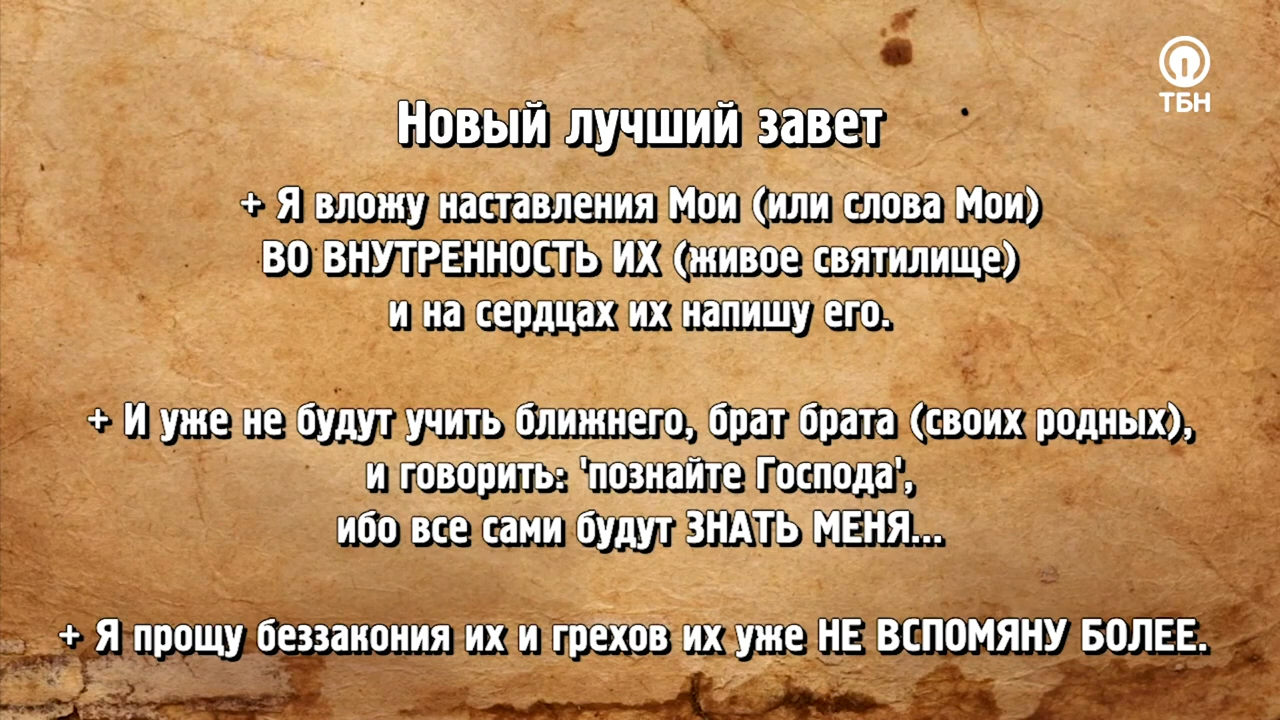 ТБН
Новый лучший завет
+ Я вложу наставления Мои (или слова Мои)
ВО ВНУТРЕННОСТЬ ИХ (живое святилище)
и на сердцах их напишу его.
+ И уже не будут учить ближнего, брат брата (своих родных),
и говорить: 'познайте Господа',
ибо все сами будут ЗНАТЬ МЕНЯ...
+ Я прощу беззакония их и грехов их уже НЕ ВСПОМЯНУ БОЛЕЕ.